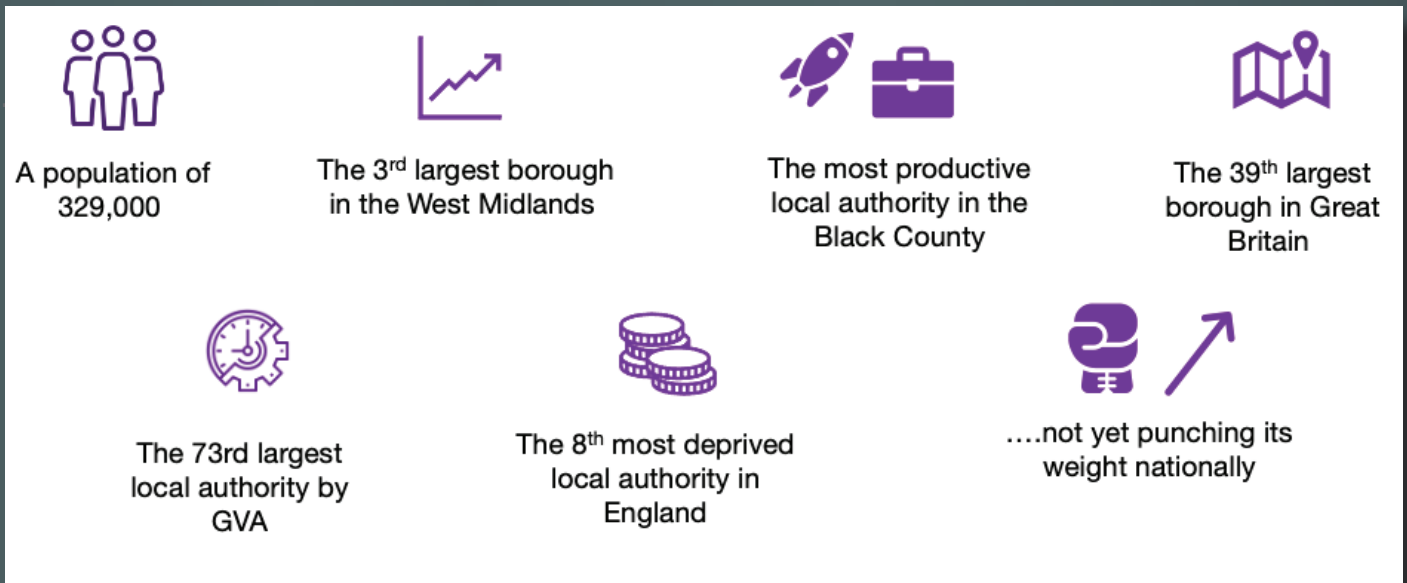 A population of
329,000
The 3rd largest borough
in the West Midlands
The most productive
local authority in the
Black County
The 39th largest
borough in Great
Britain
The 73rd largest
local authority by
GVA
The 8th most deprived
local authority in
England
....not yet punching its
weight nationally